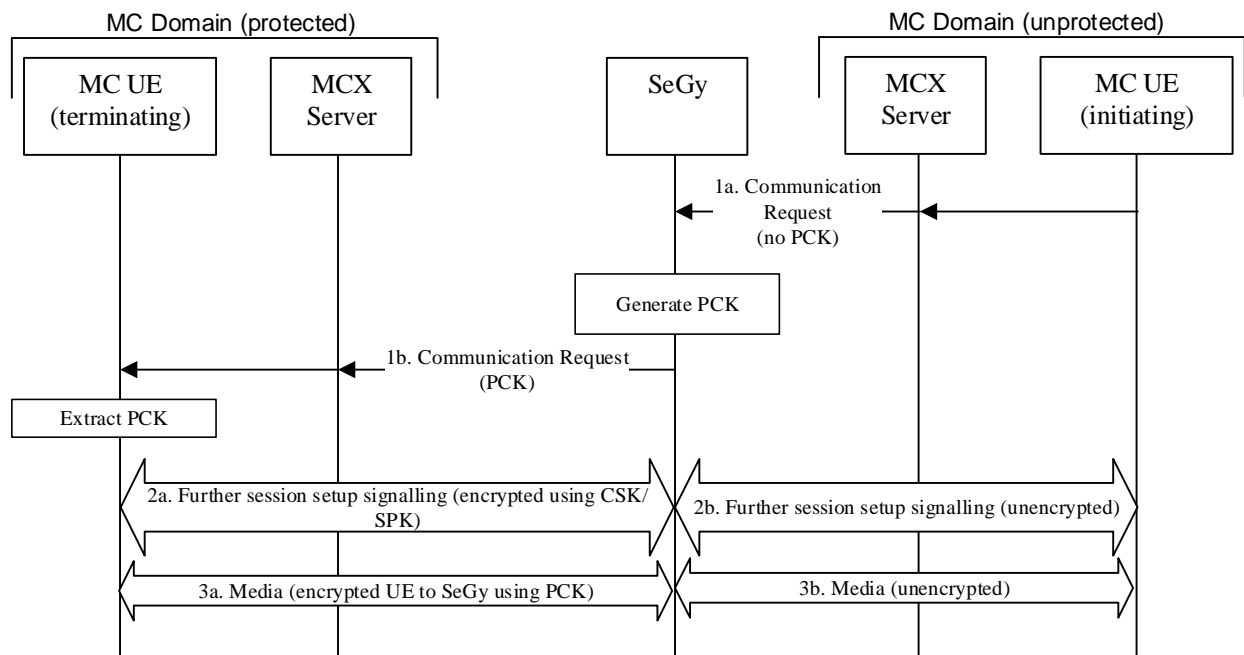 MC Domain (protected)
MC Domain (unprotected)
MC UE
(terminating)
MCX
Server
SeGy
MCX
Server
MC UE
(initiating)
1a. Communication
Request
(no PCK)
Generate PCK
1b. Communication Request
(PCK)
Extract PCK
2a. Further session setup signalling (encrypted using CSK/
SPK)
2b. Further session setup signalling (unencrypted)
3a. Media (encrypted UE to SeGy using PCK)
3b. Media (unencrypted)